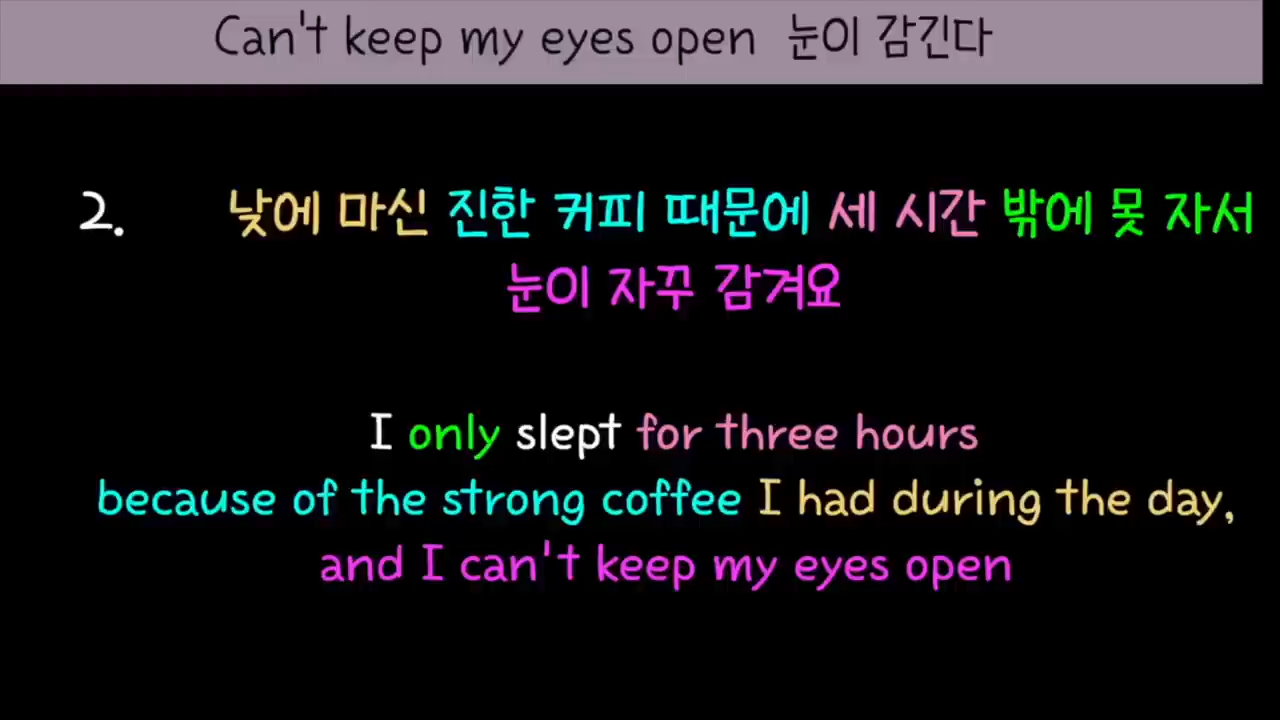 Can't keep my eyes open 눈이 감긴다
2. 낮에 마신 진한 커피 때문에 세 시간 밖에 못 자서
눈이 자꾸 감겨요
I only slept for three hours
because of the strong coffee I had during the day,
and I can't keep my eyes open